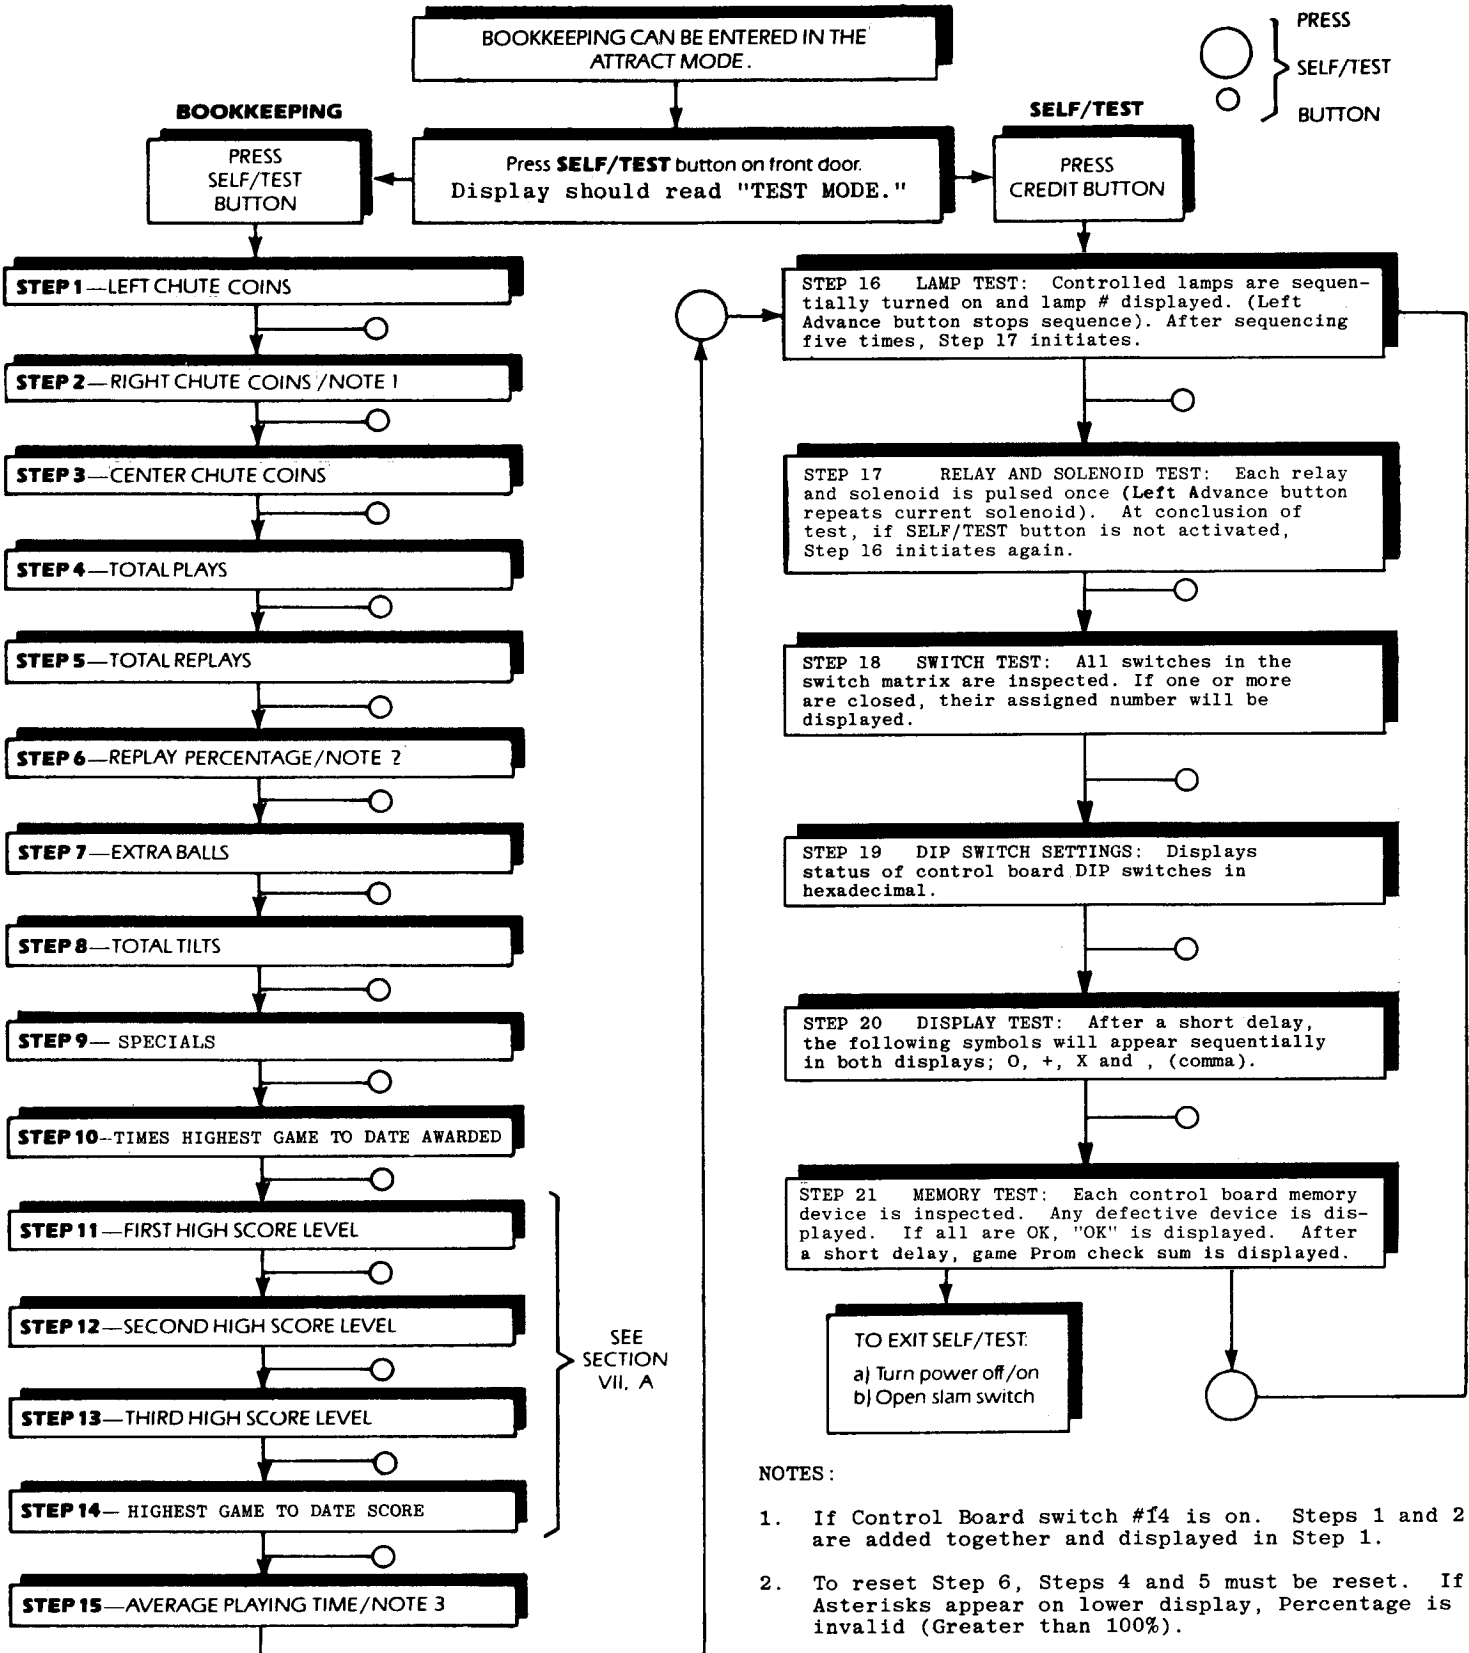 BOOKKEEPING CAN BE ENTERED IN THE
ATTRACT MODE.
PRESS
SELF/TEST
BUTTON
BOOKKEEPING
PRESS
SELF/TEST
BUTTON
Press SELF/TEST button on front door.
Display should read "TEST MODE."
SELF/TEST
PRESS
CREDIT BUTTON
STEP 1—LEFT CHUTE COINS
STEP 2—RIGHT CHUTE COINS/NOTE 1
STEP 3—CENTER CHUTE COINS
STEP 4—TOTAL PLAYS
STEP 5—TOTAL REPLAYS
STEP 6—REPLAY PERCENTAGE/NOTE 2
STEP 7—EXTRA BALLS
STEP 8—TOTAL TILTS
STEP 9—SPECIALS
STEP 10—TIMES HIGHEST GAME TO DATE AWARDED
STEP 11—FIRST HIGH SCORE LEVEL
STEP 12—SECOND HIGH SCORE LEVEL
STEP 13—THIRD HIGH SCORE LEVEL
STEP 14—HIGHEST GAME TO DATE SCORE
STEP 15—AVERAGE PLAYING TIME/NOTE 3
SEE
SECTION
VII, A
STEP 16 LAMP TEST: Controlled lamps are sequen-
tially turned on and lamp # displayed. (Left
Advance button stops sequence). After sequencing
five times, Step 17 initiates.
STEP 17 RELAY AND SOLENOID TEST: Each relay
and solenoid is pulsed once (Left Advance button
repeats current solenoid). At conclusion of
test, if SELF/TEST button is not activated,
Step 16 initiates again.
STEP 18 SWITCH TEST: All switches in the
switch matrix are inspected. If one or more
are closed, their assigned number will be
displayed.
STEP 19 DIP SWITCH SETTINGS: Displays
status of control board DIP switches in
hexadecimal.
STEP 20 DISPLAY TEST: After a short delay,
the following symbols will appear sequentially
in both displays; O, +, X and , (comma).
STEP 21 MEMORY TEST: Each control board memory
device is inspected. Any defective device is dis-
played. If all are OK, "OK" is displayed. After
a short delay, game Prom check sum is displayed.
TO EXIT SELF/TEST:
a) Turn power off/on
b) Open slam switch
NOTES:
1. If Control Board switch #14 is on. Steps 1 and 2
are added together and displayed in Step 1.
2. To reset Step 6, Steps 4 and 5 must be reset. If
Asterisks appear on lower display, Percentage is
invalid (Greater than 100%).